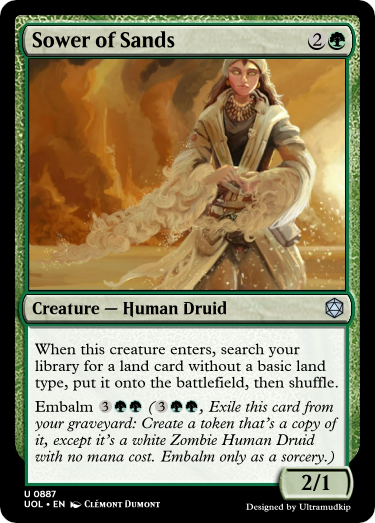 Sower of Sands 2
Creature — Human Druid
When this creature enters, search your
library for a land card without a basic land
type, put it onto the battlefield, then shuffle.
Embalm 3 (3, Exile this card from
your graveyard: Create a token that's a copy of
it, except it's a white Zombie Human Druid
with no mana cost. Embalm only as a sorcery.)
2/1
U 0887
UOL • EN Clémont Dumont
Designed by Ultramudkip